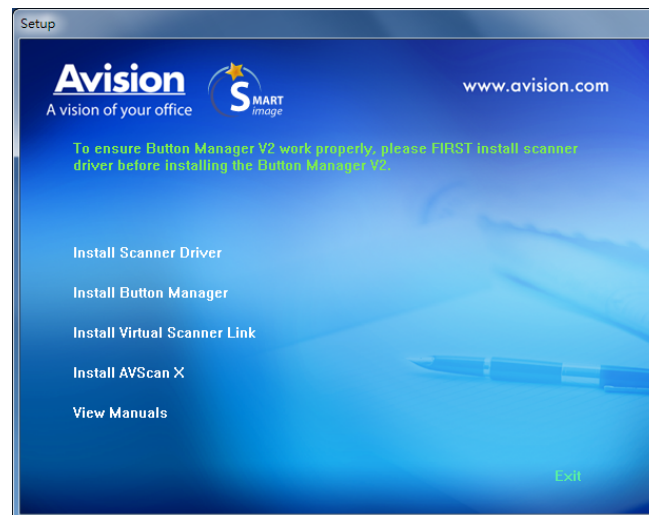 Setup
Avision
A vision of your office
SMART
image
www.avision.com
To ensure Button Manager V2 work properly, please FIRST install scanner
driver before installing the Button Manager V2.
Install Scanner Driver
Install Button Manager
Install Virtual Scanner Link
Install AVScan X
View Manuals
Exit